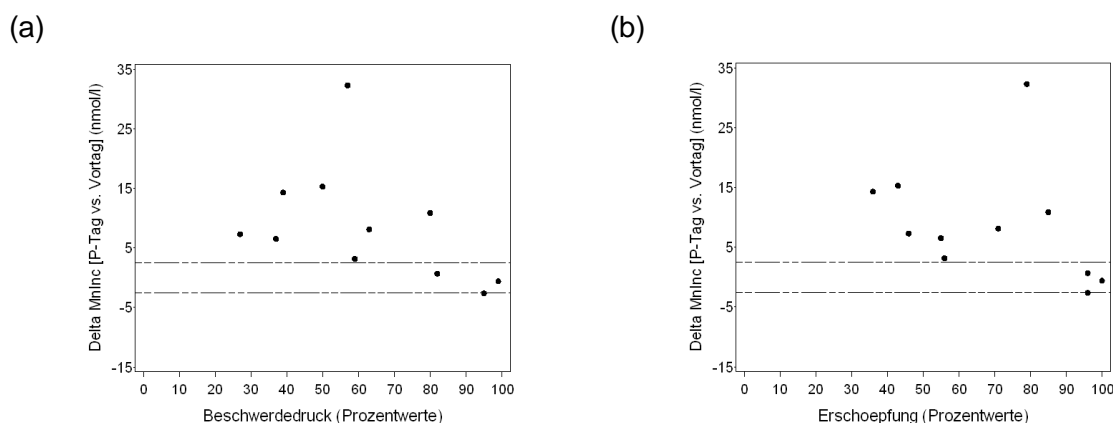 (a)
Delta MnInc [P-Tag vs. Vortag] (nmol/l)
35
25
15
5
-5
-15
0 10 20 30 40 50 60 70 80 90 100
Beschwerdedruck (Prozentwerte)
(b)
Delta MnInc [P-Tag vs. Vortag] (nmol/l)
35
25
15
5
-5
-15
0 10 20 30 40 50 60 70 80 90 100
Erschoepfung (Prozentwerte)